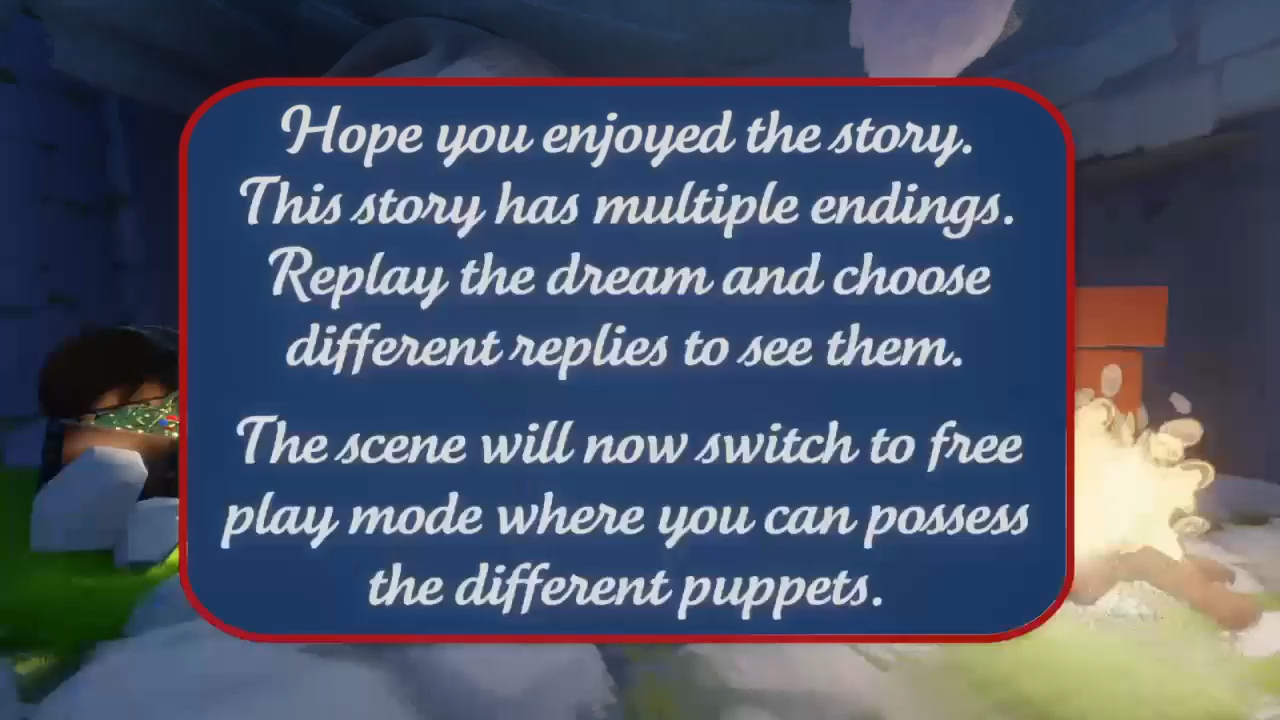 Hope you enjoyed the story.
This story has multiple endings.
Replay the dream and choose
different replies to see them.
The scene will now switch to free
play mode where you can possess
the different puppets.